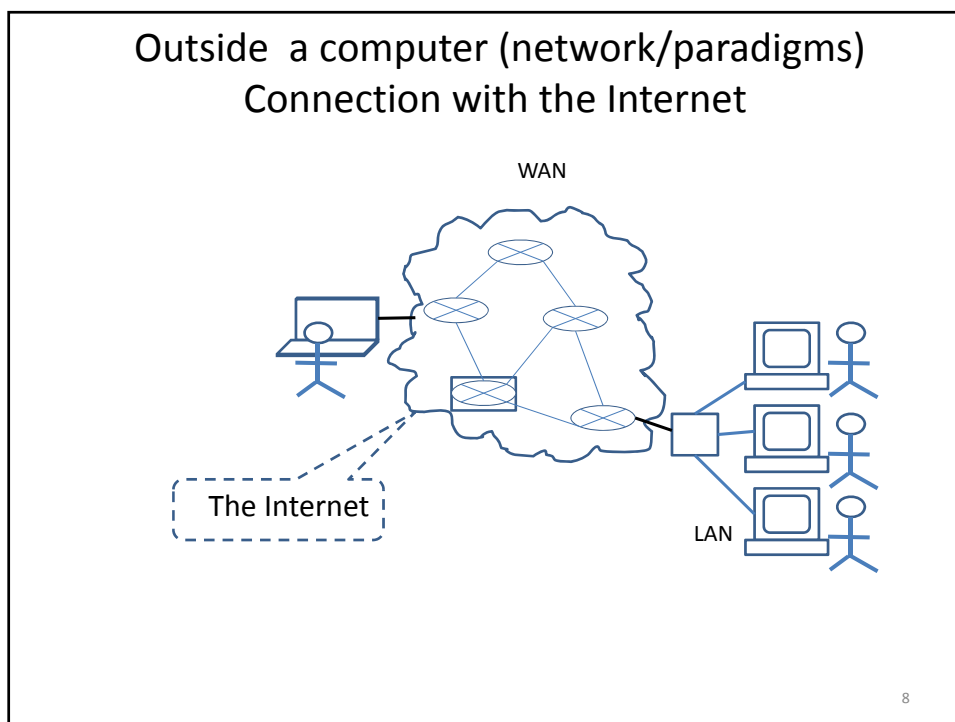 Outside  a computer (network/paradigms)
Connection with the Internet
WAN
The Internet
LAN
8